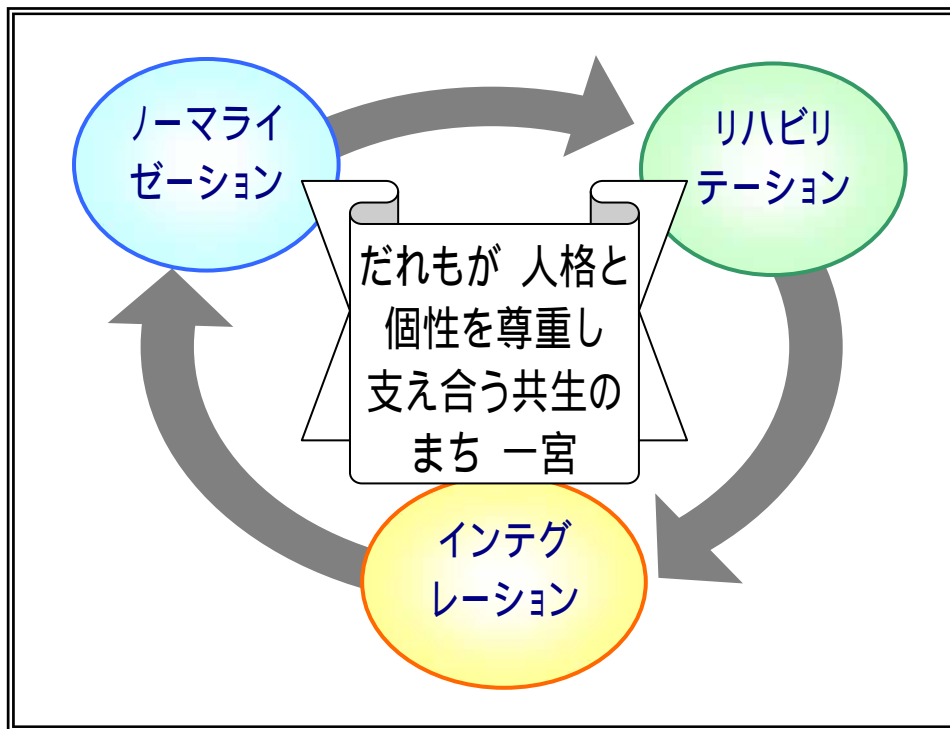 ノーマライ
ゼーション
リハビリ
テーション
だれもが 人格と
個性を尊重し
支え合う共生の
まち 一宮
インテグ
レーション